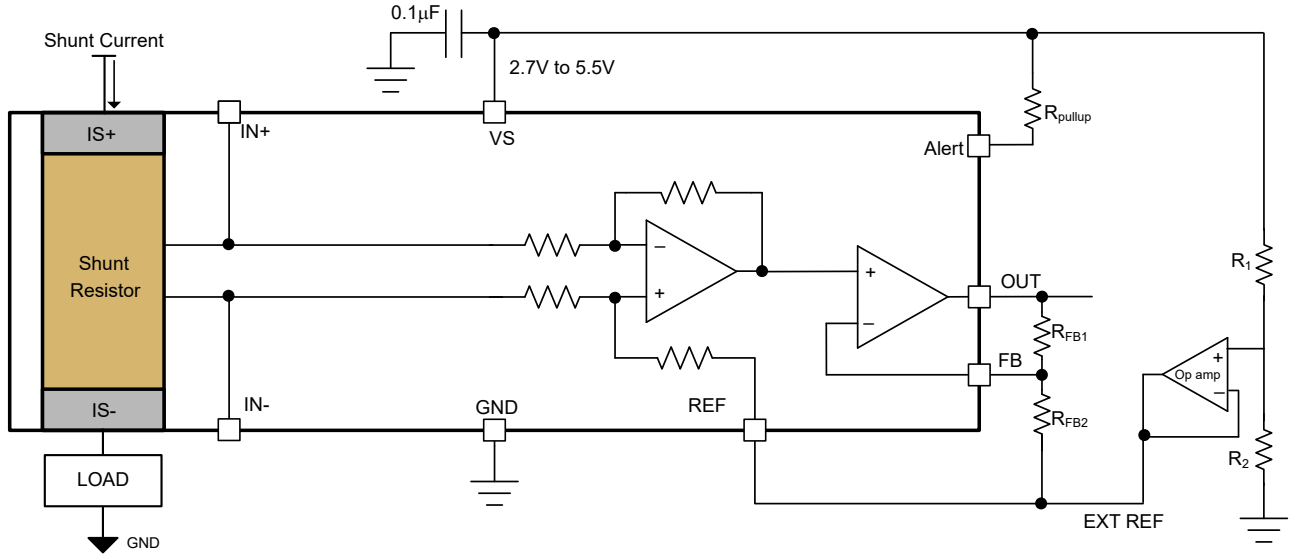 0.1µF
Shunt Current
2.7V to 5.5V
IS+
IN+
VS
Alert
Rpullup
Shunt
Resistor
−
+
+
−
OUT
R1
RFB1
FB
+
Op amp
−
IS-
IN-
GND
REF
RFB2
R2
LOAD
EXT REF
GND